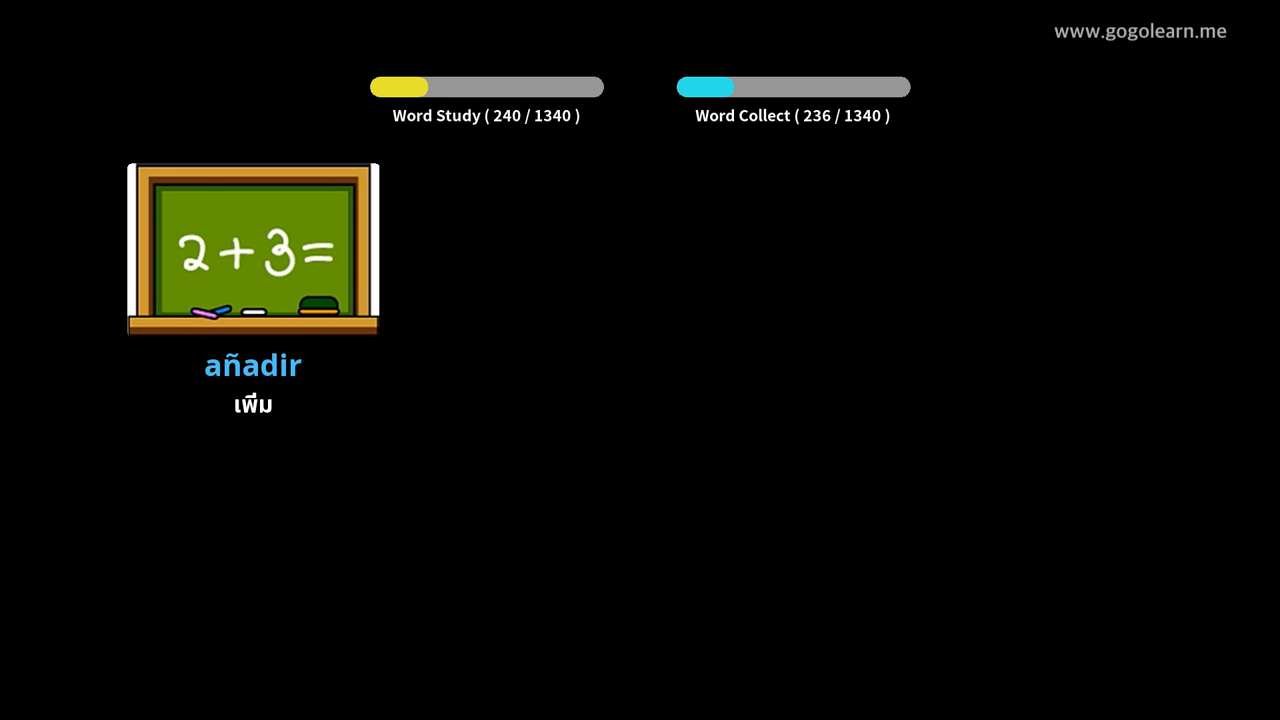 www.gogolearn.me
Word Study ( 240 / 1340 )
Word Collect ( 236 / 1340 )
2+3=
añadir
เพิ่ม